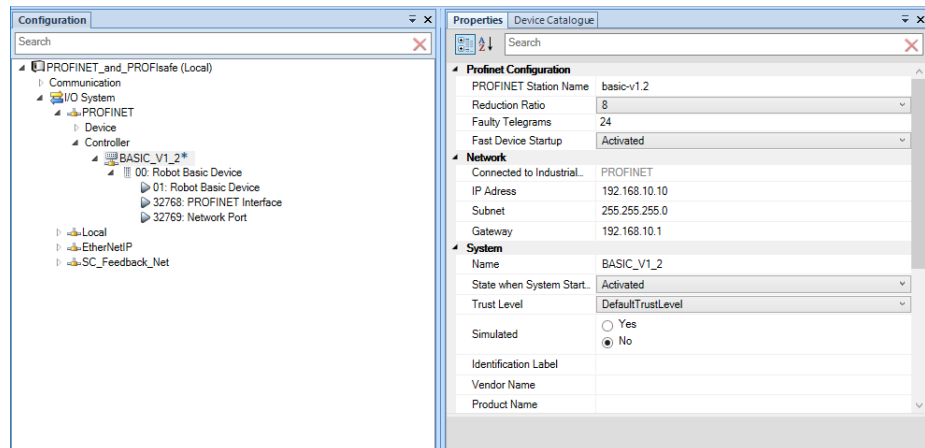 Configuration
Search
PROFINET_and_PROFIsafe (Local)
Communication
I/O System
PROFINET
Device
Controller
BASIC_V1_2*
00: Robot Basic Device
01: Robot Basic Device
32768: PROFINET Interface
32769: Network Port
Local
EtherNetIP
SC_Feedback_Net
Properties Device Catalogue
Search
Profinet Configuration
PROFINET Station Name basic-v1.2
Reduction Ratio 8
Faulty Telegrams 24
Fast Device Startup Activated
Network
Connected to Industrial... PROFINET
IP Adress 192.168.10.10
Subnet 255.255.255.0
Gateway 192.168.10.1
System
Name BASIC_V1_2
State when System Start... Activated
Trust Level DefaultTrustLevel
Simulated Yes
No
Identification Label
Vendor Name
Product Name